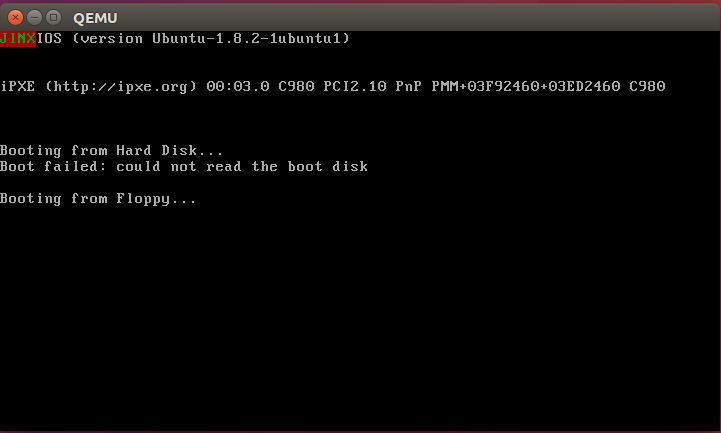 QEMU
JINXIOS (version Ubuntu-1.8.2-1ubuntu1)
iPXE (http://ipxe.org) 00:03.0 C980 PCI2.10 PnP PMM+03F92460+03ED2460 C980
Booting from Hard Disk...
Boot failed: could not read the boot disk
Booting from Floppy...